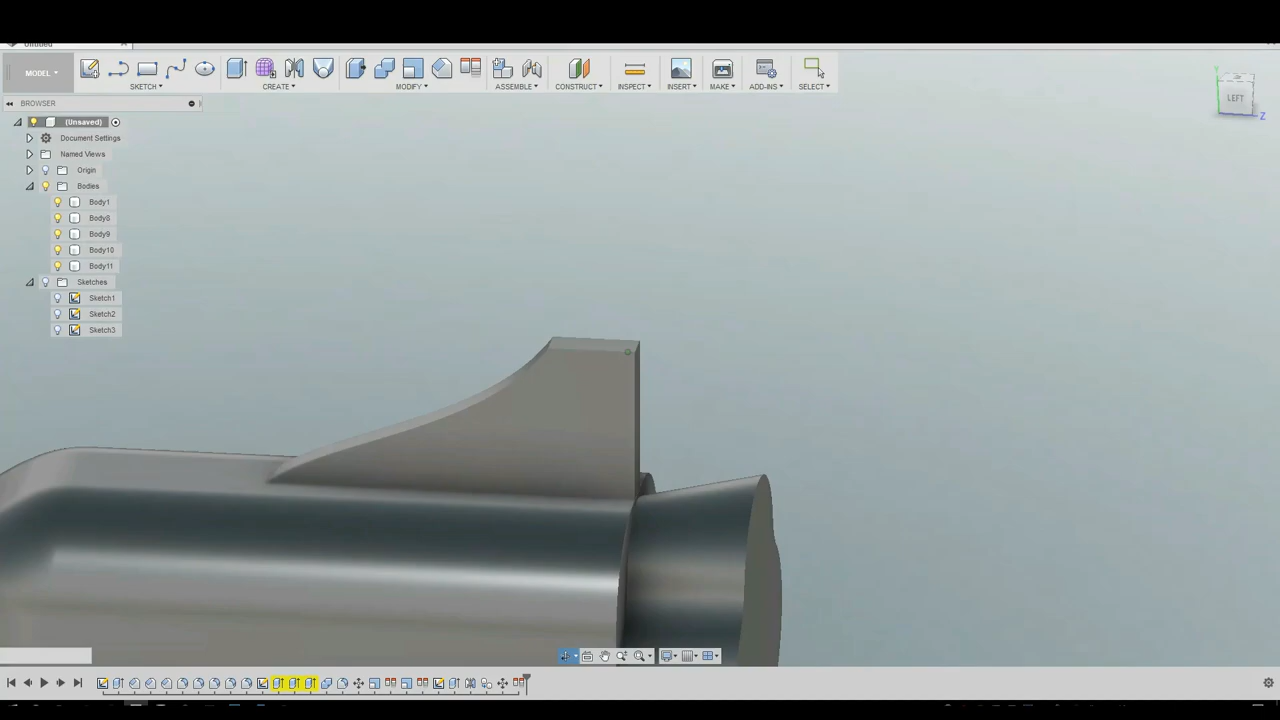 Untitled
MODEL
SKETCH
CREATE
MODIFY
ASSEMBLE
CONSTRUCT
INSPECT
INSERT
MAKE
ADD-INS
SELECT
Y
LEFT
Z
BROWSER
(Unsaved)
Document Settings
Named Views
Origin
Bodies
Body1
Body8
Body9
Body10
Body11
Sketches
Sketch1
Sketch2
Sketch3